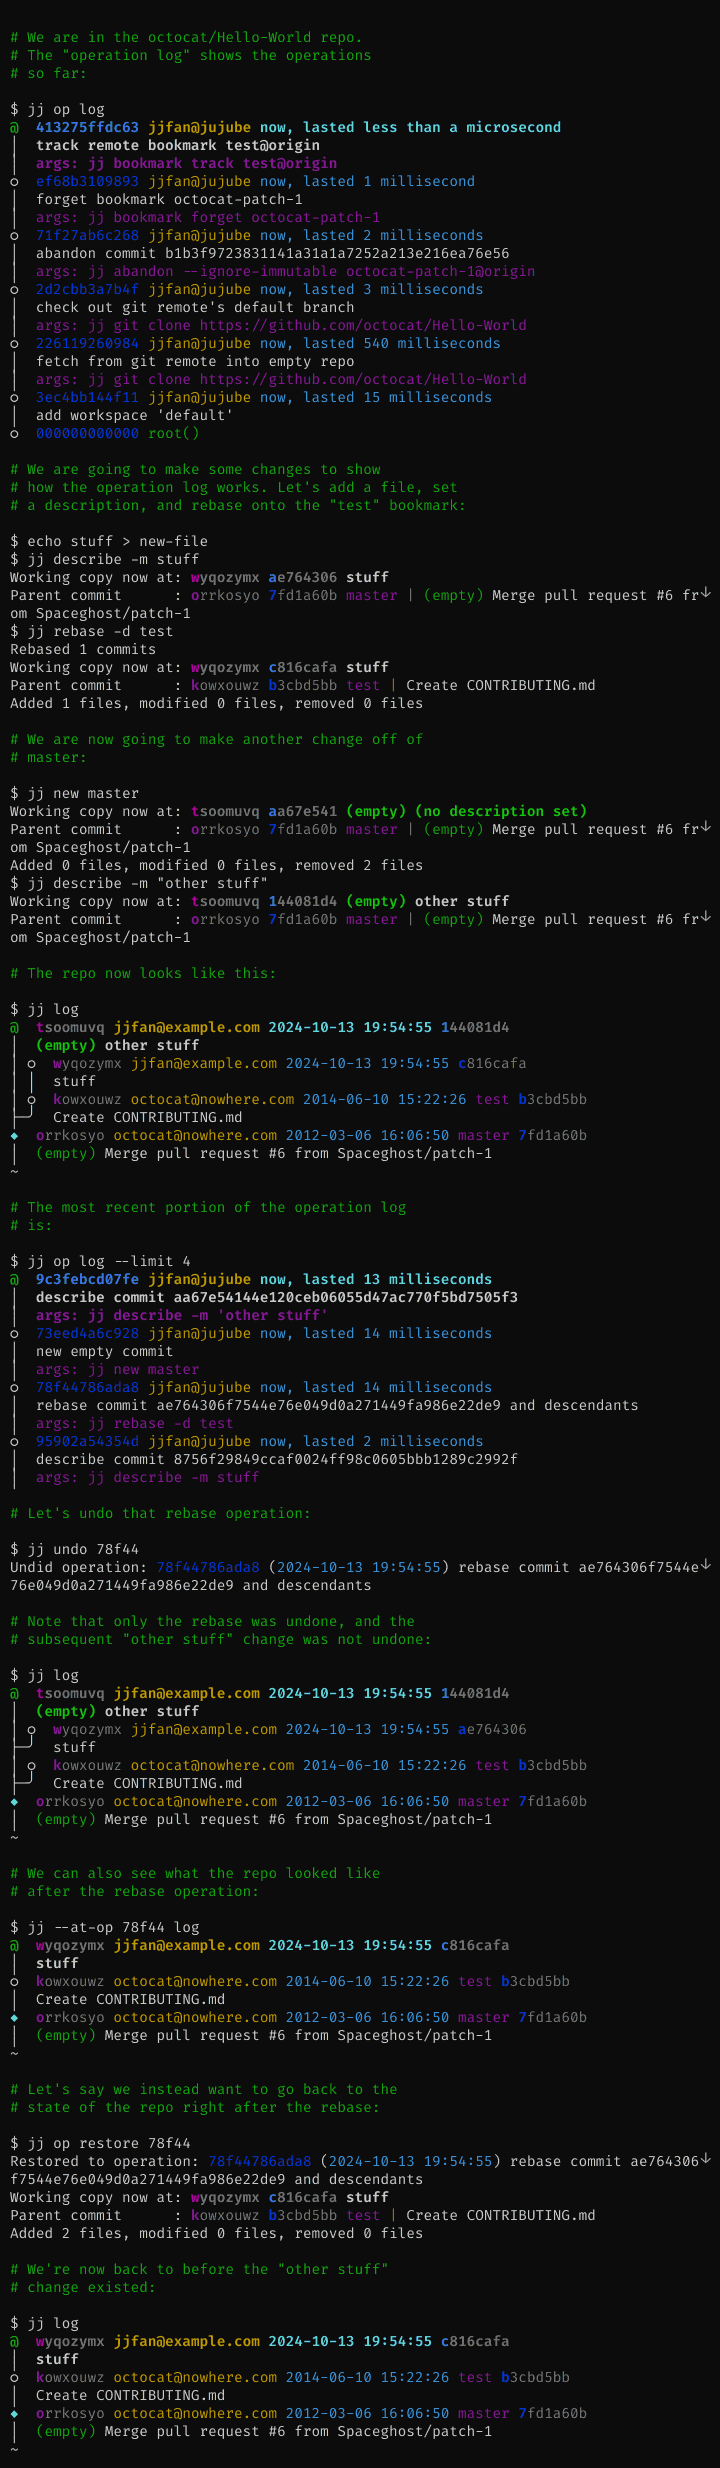 # We are in the octocat/Hello-World repo.
# The "operation log" shows the operations
# so far:
$ jj op log
@  413275ffdc63 jjfan@jujube now, lasted less than a microsecond
│  track remote bookmark test@origin
│  args: jj bookmark track test@origin
○  ef68b3109893 jjfan@jujube now, lasted 1 millisecond
│  forget bookmark octocat-patch-1
│  args: jj bookmark forget octocat-patch-1
○  71f27ab6c268 jjfan@jujube now, lasted 2 milliseconds
│  abandon commit b1b3f9723831141a31a1a7252a213e216ea76e56
│  args: jj abandon --ignore-immutable octocat-patch-1@origin
○  2d2cbb3a7b4f jjfan@jujube now, lasted 3 milliseconds
│  check out git remote's default branch
│  args: jj git clone https://github.com/octocat/Hello-World
○  226119260984 jjfan@jujube now, lasted 540 milliseconds
│  fetch from git remote into empty repo
│  args: jj git clone https://github.com/octocat/Hello-World
○  3ec4bb144f11 jjfan@jujube now, lasted 15 milliseconds
│  add workspace 'default'
○  000000000000 root()
# We are going to make some changes to show
# how the operation log works. Let's add a file, set
# a description, and rebase onto the "test" bookmark:
$ echo stuff > new-file
$ jj describe -m stuff
Working copy now at: wyqozymx ae764306 stuff
Parent commit      : orrkosyo 7fd1a60b master | (empty) Merge pull request #6 fr↓
om Spaceghost/patch-1
$ jj rebase -d test
Rebased 1 commits
Working copy now at: wyqozymx c816cafa stuff
Parent commit      : kowxouwz b3cbd5bb test | Create CONTRIBUTING.md
Added 1 files, modified 0 files, removed 0 files
# We are now going to make another change off of
# master:
$ jj new master
Working copy now at: tsoomuvq aa67e541 (empty) (no description set)
Parent commit      : orrkosyo 7fd1a60b master | (empty) Merge pull request #6 fr↓
om Spaceghost/patch-1
Added 0 files, modified 0 files, removed 2 files
$ jj describe -m "other stuff"
Working copy now at: tsoomuvq 144081d4 (empty) other stuff
Parent commit      : orrkosyo 7fd1a60b master | (empty) Merge pull request #6 fr↓
om Spaceghost/patch-1
# The repo now looks like this:
$ jj log
@  tsoomuvq jjfan@example.com 2024-10-13 19:54:55 144081d4
│  (empty) other stuff
│ ○  wyqozymx jjfan@example.com 2024-10-13 19:54:55 c816cafa
│ │  stuff
│ ○  kowxouwz octocat@nowhere.com 2014-06-10 15:22:26 test b3cbd5bb
├─╯  Create CONTRIBUTING.md
◆  orrkosyo octocat@nowhere.com 2012-03-06 16:06:50 master 7fd1a60b
│  (empty) Merge pull request #6 from Spaceghost/patch-1
~
# The most recent portion of the operation log
# is:
$ jj op log --limit 4
@  9c3febcd07fe jjfan@jujube now, lasted 13 milliseconds
│  describe commit aa67e54144e120ceb06055d47ac770f5bd7505f3
│  args: jj describe -m 'other stuff'
○  73eed4a6c928 jjfan@jujube now, lasted 14 milliseconds
│  new empty commit
│  args: jj new master
○  78f44786ada8 jjfan@jujube now, lasted 14 milliseconds
│  rebase commit ae764306f7544e76e049d0a271449fa986e22de9 and descendants
│  args: jj rebase -d test
○  95902a54354d jjfan@jujube now, lasted 2 milliseconds
│  describe commit 8756f29849ccaf0024ff98c0605bbb1289c2992f
│  args: jj describe -m stuff
# Let's undo that rebase operation:
$ jj undo 78f44
Undid operation: 78f44786ada8 (2024-10-13 19:54:55) rebase commit ae764306f7544e↓
76e049d0a271449fa986e22de9 and descendants
# Note that only the rebase was undone, and the
# subsequent "other stuff" change was not undone:
$ jj log
@  tsoomuvq jjfan@example.com 2024-10-13 19:54:55 144081d4
│  (empty) other stuff
│ ○  wyqozymx jjfan@example.com 2024-10-13 19:54:55 ae764306
├─╯  stuff
│ ○  kowxouwz octocat@nowhere.com 2014-06-10 15:22:26 test b3cbd5bb
├─╯  Create CONTRIBUTING.md
◆  orrkosyo octocat@nowhere.com 2012-03-06 16:06:50 master 7fd1a60b
│  (empty) Merge pull request #6 from Spaceghost/patch-1
~
# We can also see what the repo looked like
# after the rebase operation:
$ jj --at-op 78f44 log
@  wyqozymx jjfan@example.com 2024-10-13 19:54:55 c816cafa
│  stuff
○  kowxouwz octocat@nowhere.com 2014-06-10 15:22:26 test b3cbd5bb
│  Create CONTRIBUTING.md
◆  orrkosyo octocat@nowhere.com 2012-03-06 16:06:50 master 7fd1a60b
│  (empty) Merge pull request #6 from Spaceghost/patch-1
~
# Let's say we instead want to go back to the
# state of the repo right after the rebase:
$ jj op restore 78f44
Restored to operation: 78f44786ada8 (2024-10-13 19:54:55) rebase commit ae764306↓
f7544e76e049d0a271449fa986e22de9 and descendants
Working copy now at: wyqozymx c816cafa stuff
Parent commit      : kowxouwz b3cbd5bb test | Create CONTRIBUTING.md
Added 2 files, modified 0 files, removed 0 files
# We're now back to before the "other stuff"
# change existed:
$ jj log
@  wyqozymx jjfan@example.com 2024-10-13 19:54:55 c816cafa
│  stuff
○  kowxouwz octocat@nowhere.com 2014-06-10 15:22:26 test b3cbd5bb
│  Create CONTRIBUTING.md
◆  orrkosyo octocat@nowhere.com 2012-03-06 16:06:50 master 7fd1a60b
│  (empty) Merge pull request #6 from Spaceghost/patch-1
~